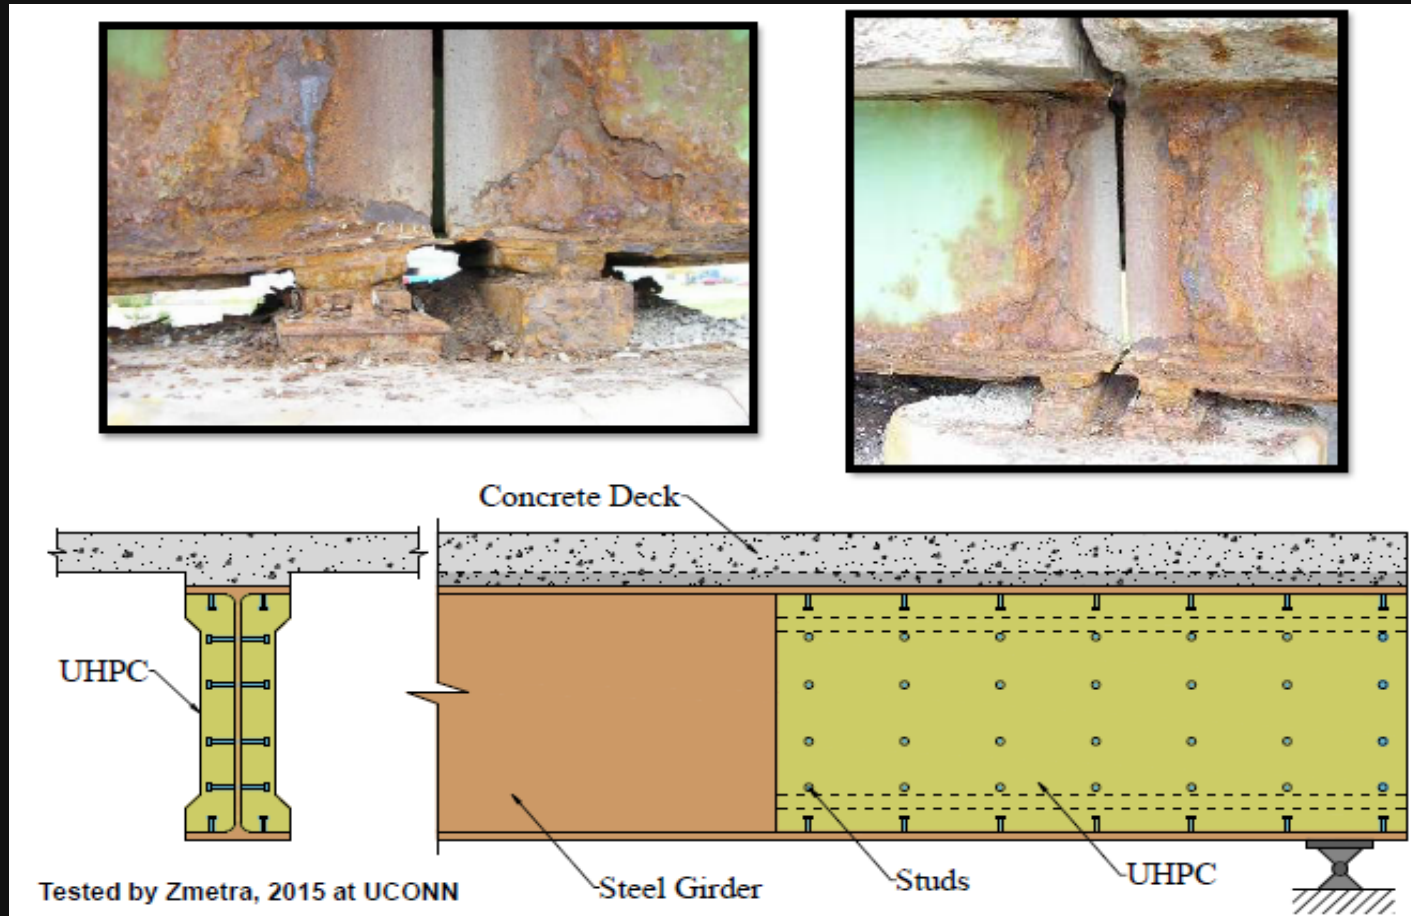 Concrete Deck
UHPC
Tested by Zmetra, 2015 at UCONN
Steel Girder
Studs
UHPC